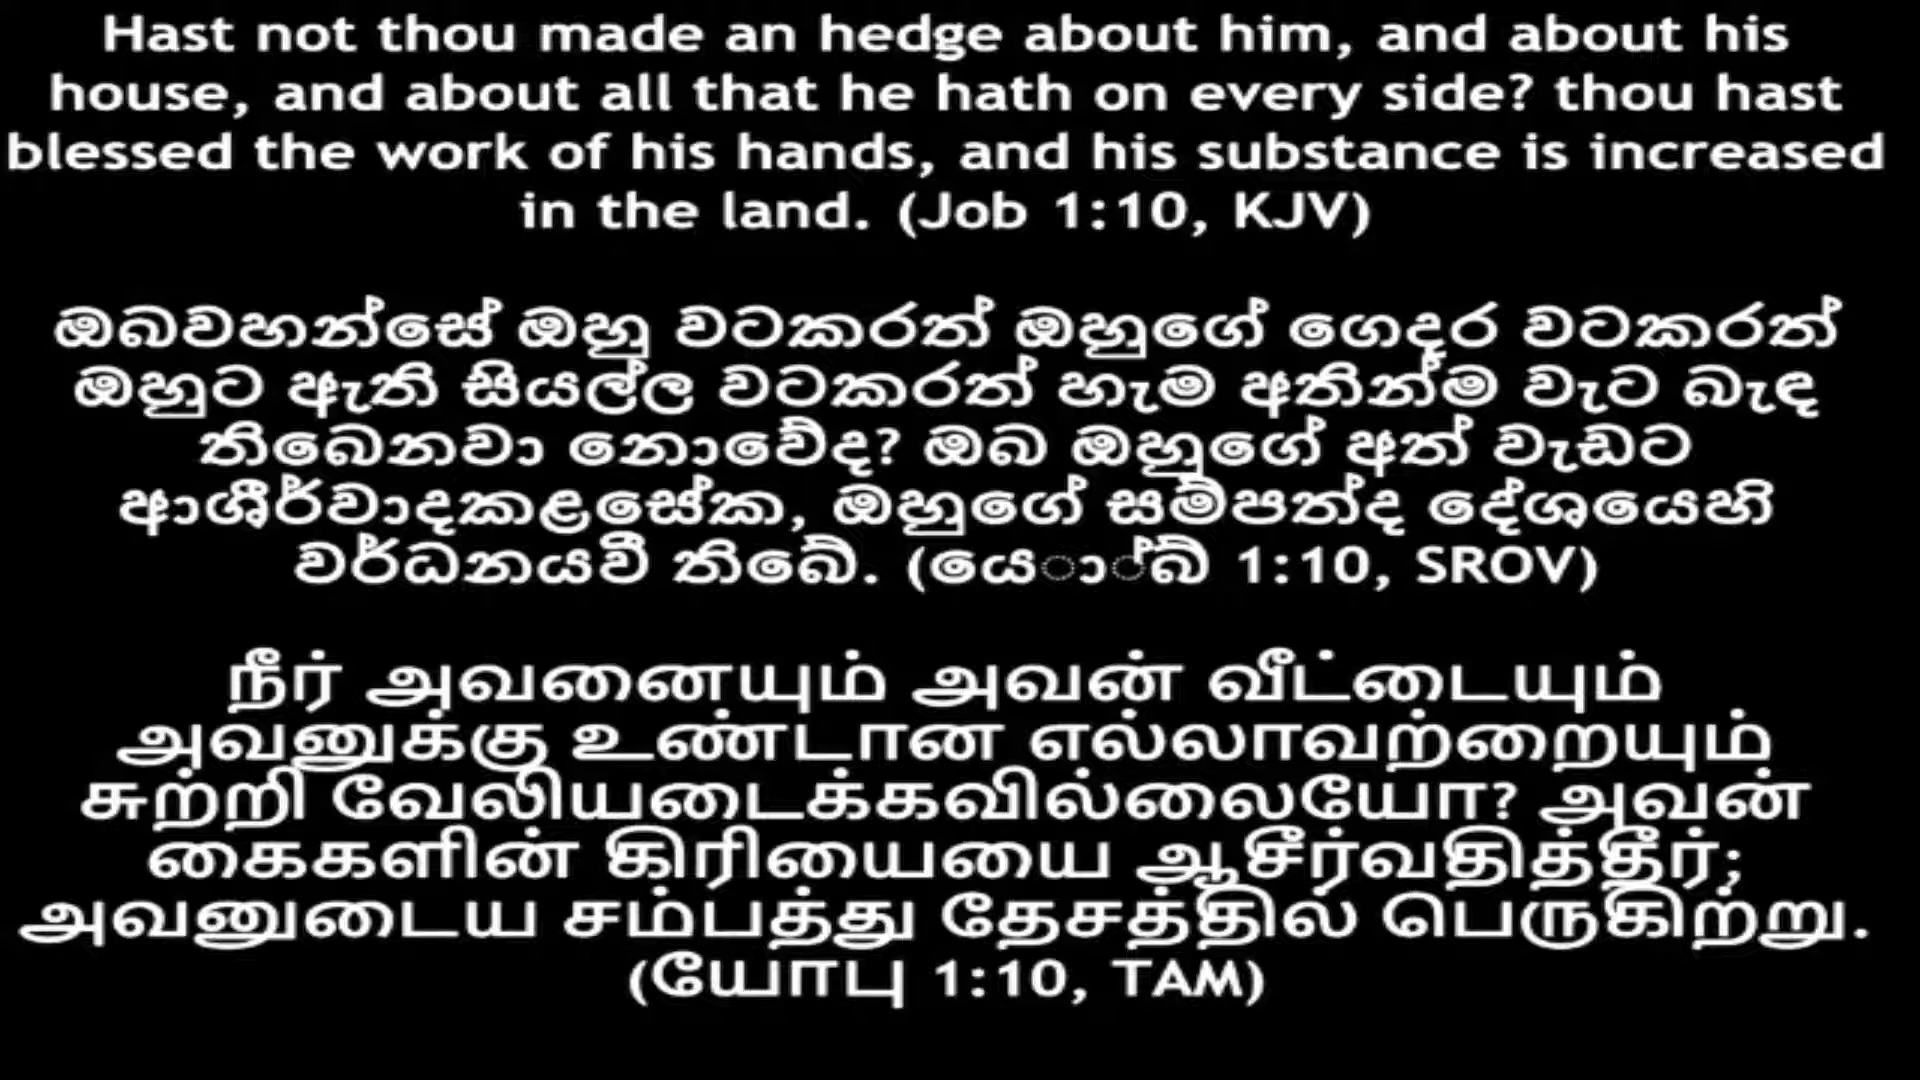 Hast not thou made an hedge about him, and about his
house, and about all that he hath on every side? thou hast
blessed the work of his hands, and his substance is increased
in the land. (Job 1:10, KJV)
ඔබවහන්සේ ඔහු වටකරත් ඔහුගේ ගෙදර වටකරත්
ඔහුට ඇති සියල්ල වටකරත් හැම අතින්ම වැට බැඳ
තිබෙනවා නොවේද? ඔබ ඔහුගේ අත් වැඩට
ආශීර්වාදකළසේක, ඔහුගේ සම්පත්ද දේශයෙහි
වර්ධනයවී තිබේ. (යොා්බ් 1:10, SROV)
நீர் அவனையும் அவன் வீட்டையும்
அவனுக்கு உண்டான எல்லாவற்றையும்
சுற்றி வேலியடைக்கவில்லையோ? அவன்
கைகளின் கிரியையை ஆசீர்வதித்தீர்;
அவனுடைய சம்பத்து தேசத்தில் பெருகிற்று.
(யோபு 1:10, TAM)